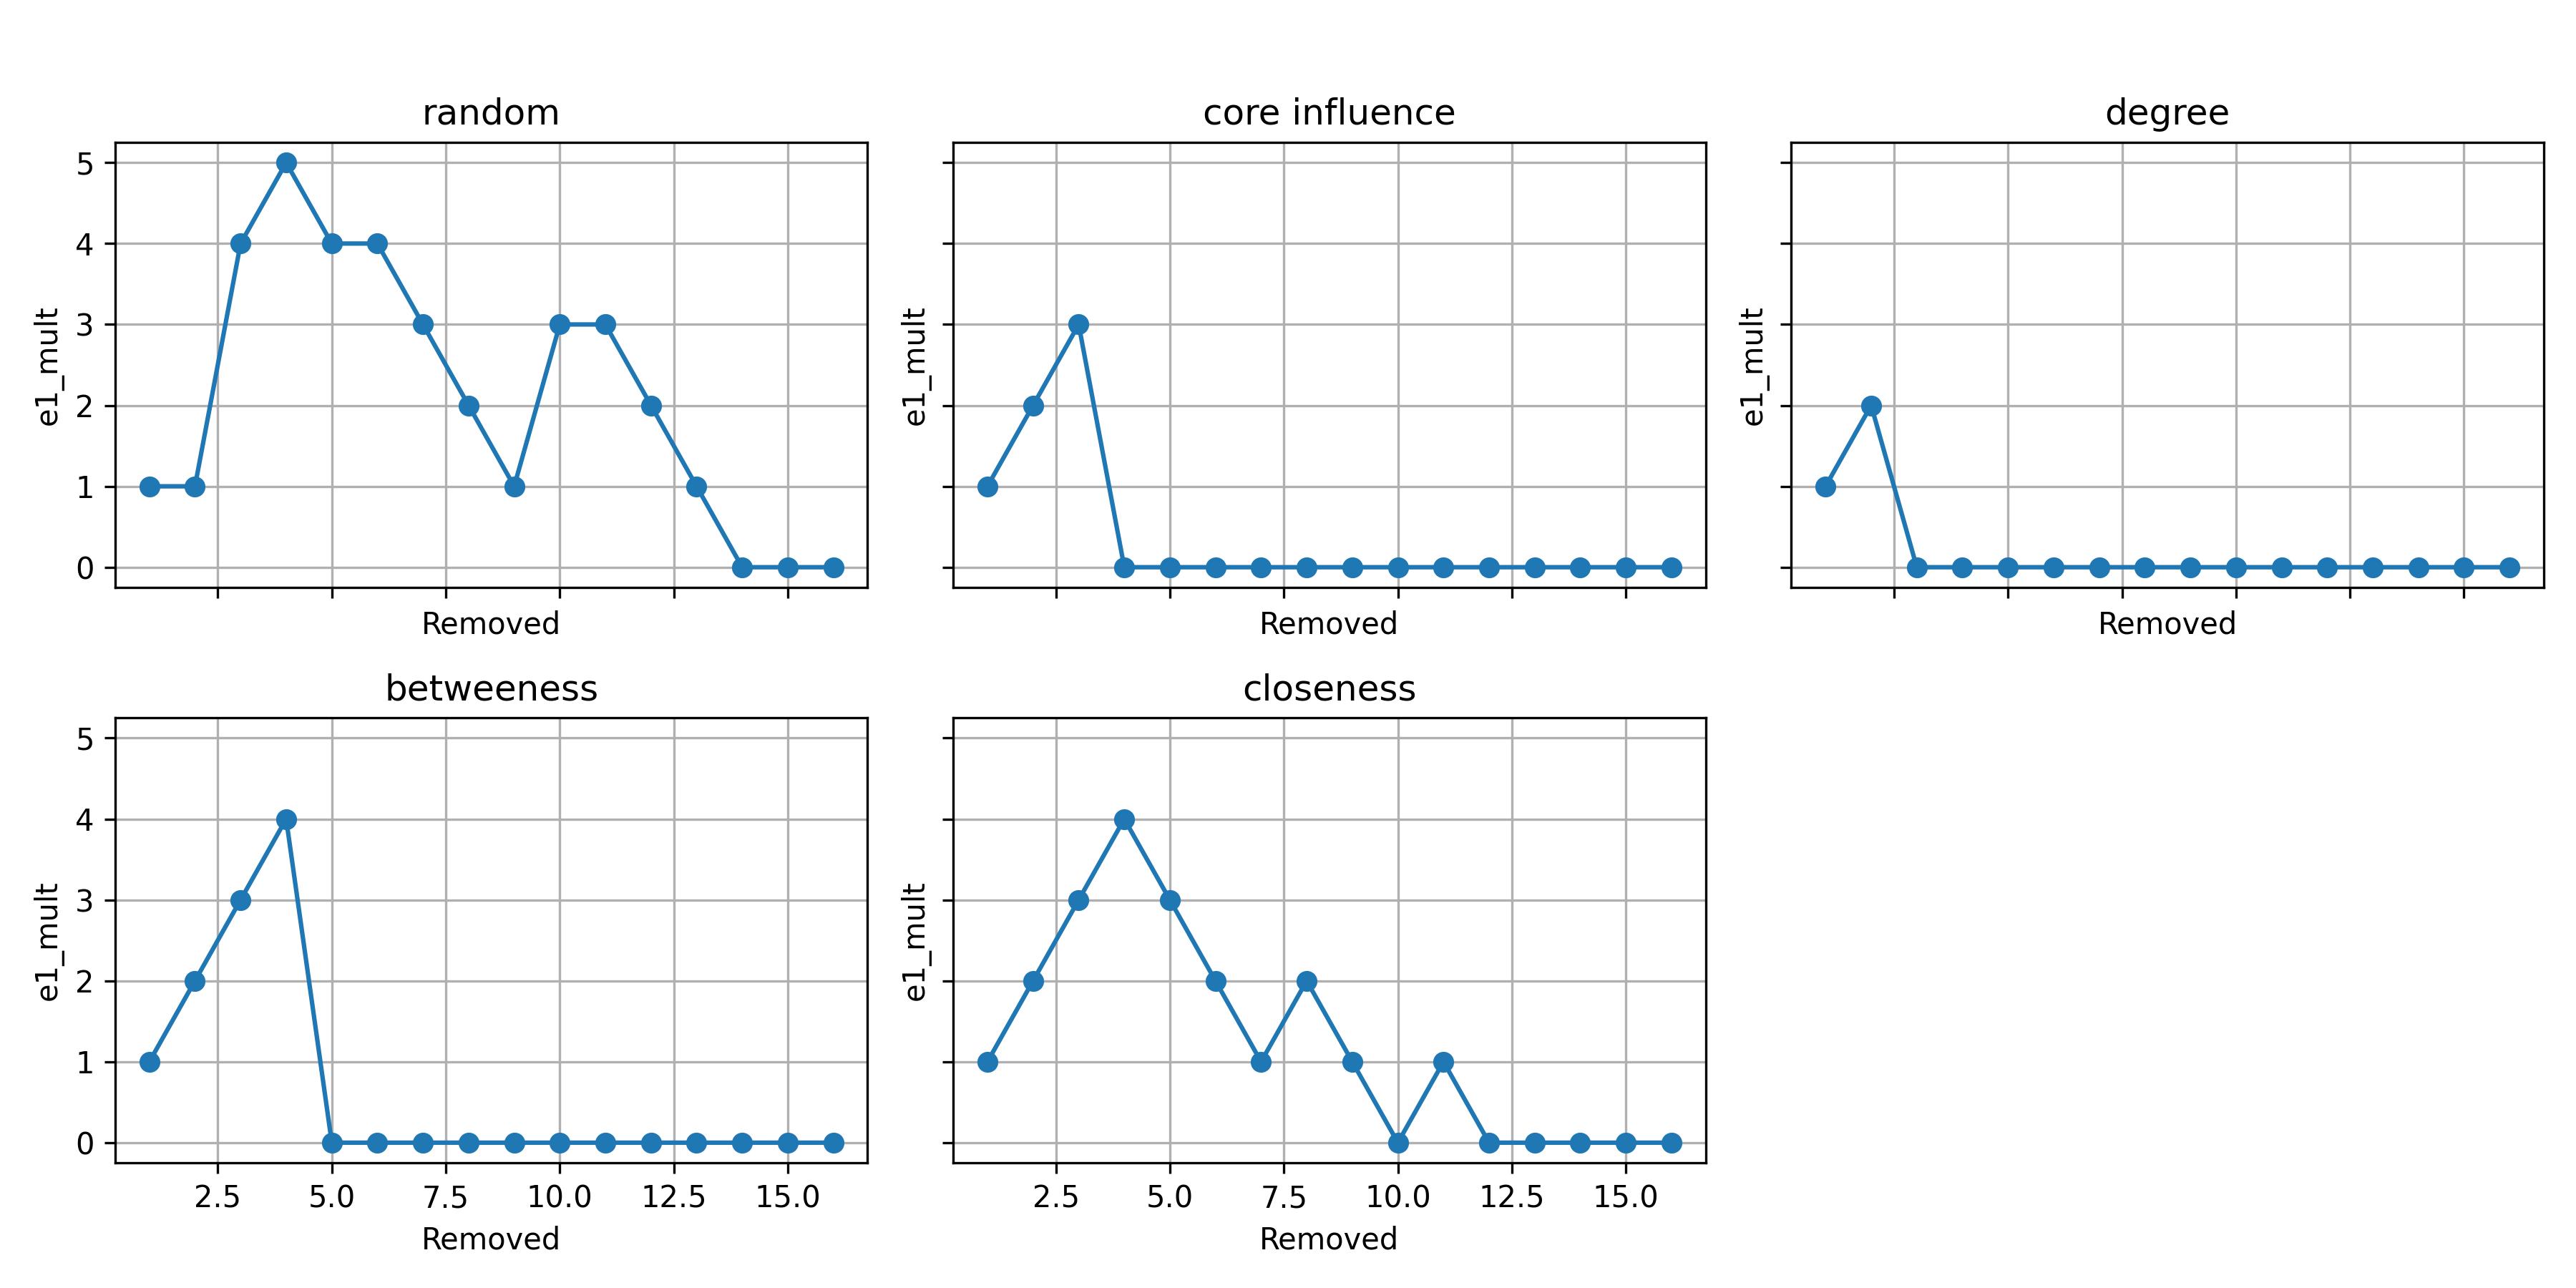 random
core influence
degree
5
4
3
2
1
0
e1_mult
e1_mult
e1_mult
Removed
Removed
Removed
betweeness
closeness
5
4
3
2
1
0
e1_mult
e1_mult
2.5 5.0 7.5 10.0 12.5 15.0
2.5 5.0 7.5 10.0 12.5 15.0
Removed
Removed